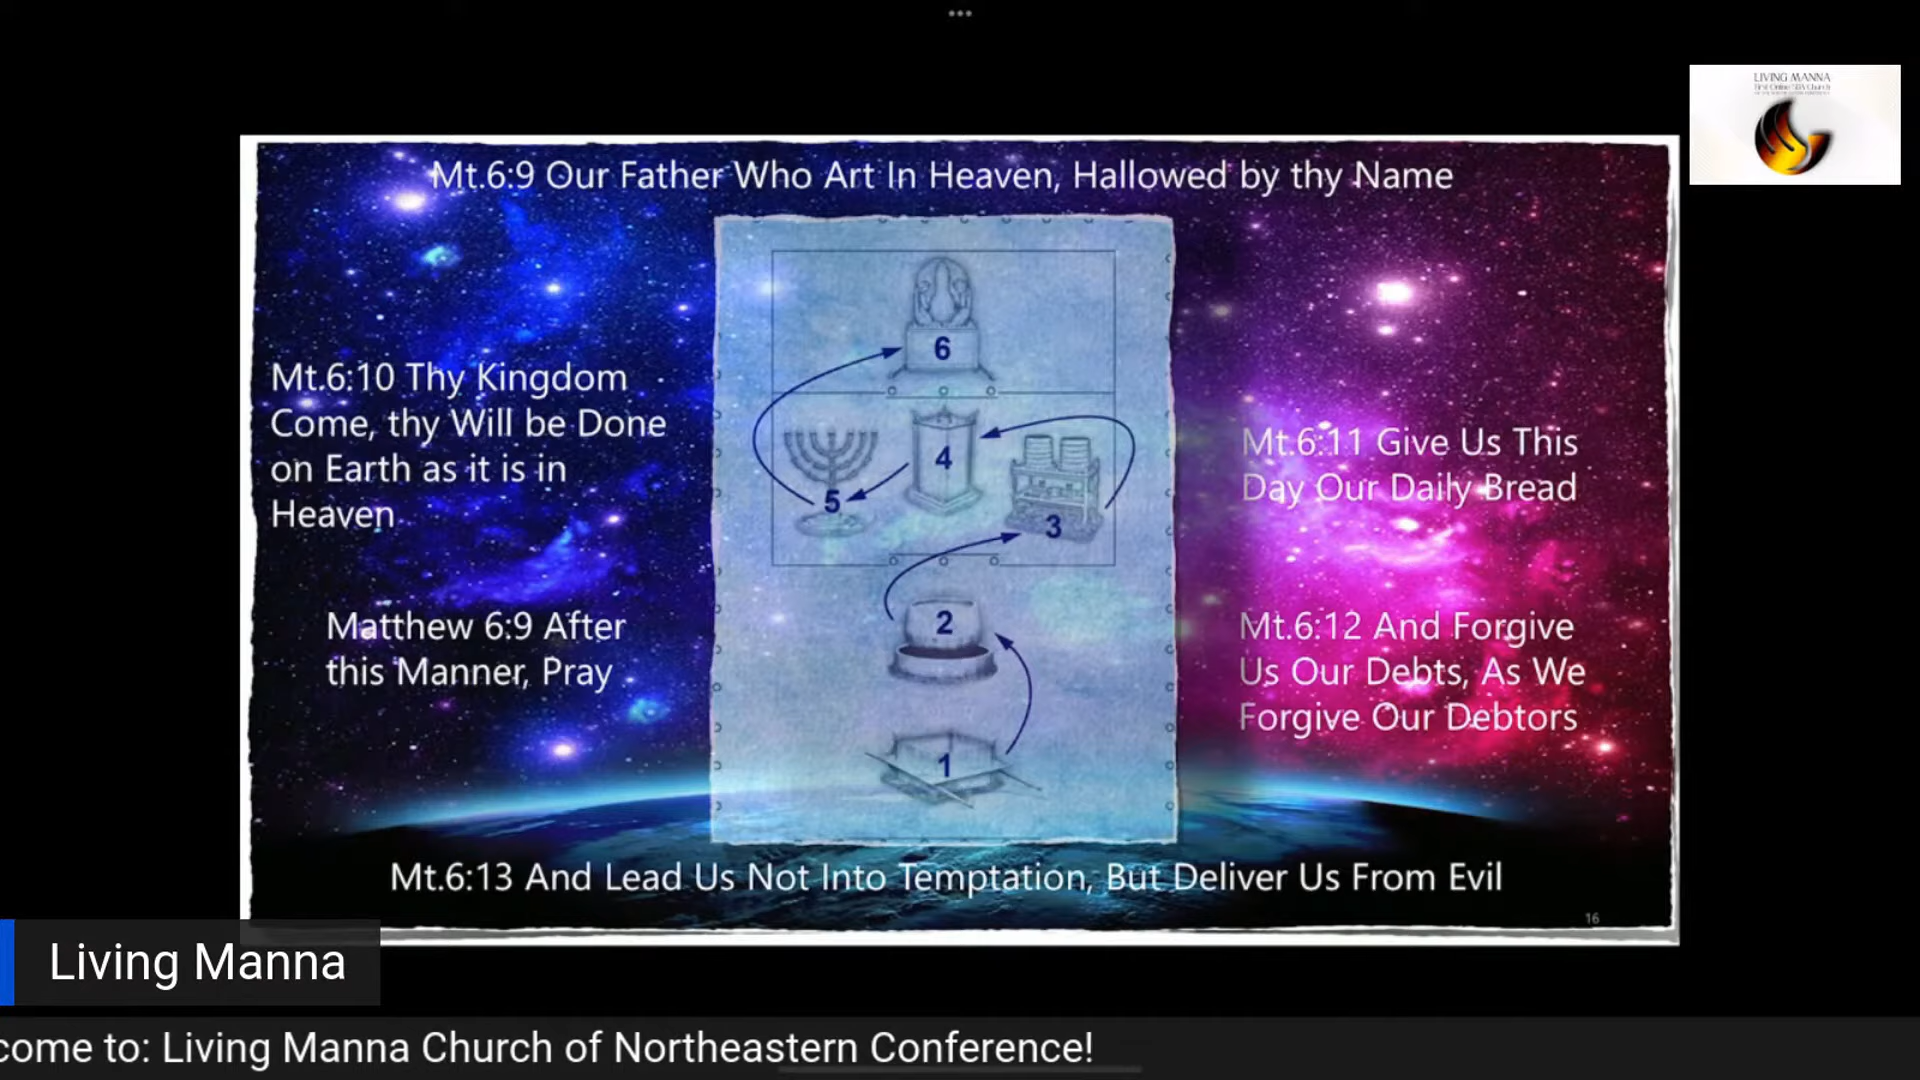 LIVING MANNA
First Online SDA Church
Mt.6:9 Our Father Who Art In Heaven, Hallowed by thy Name
Mt.6:10 Thy Kingdom
Come, thy Will be Done
on Earth as it is in
Heaven
Matthew 6:9 After
this Manner, Pray
6
4
5
3
2
1
Mt.6:11 Give Us This
Day Our Daily Bread
Mt.6:12 And Forgive
Us Our Debts, As We
Forgive Our Debtors
Mt.6:13 And Lead Us Not Into Temptation, But Deliver Us From Evil
16
Living Manna
come to: Living Manna Church of Northeastern Conference!